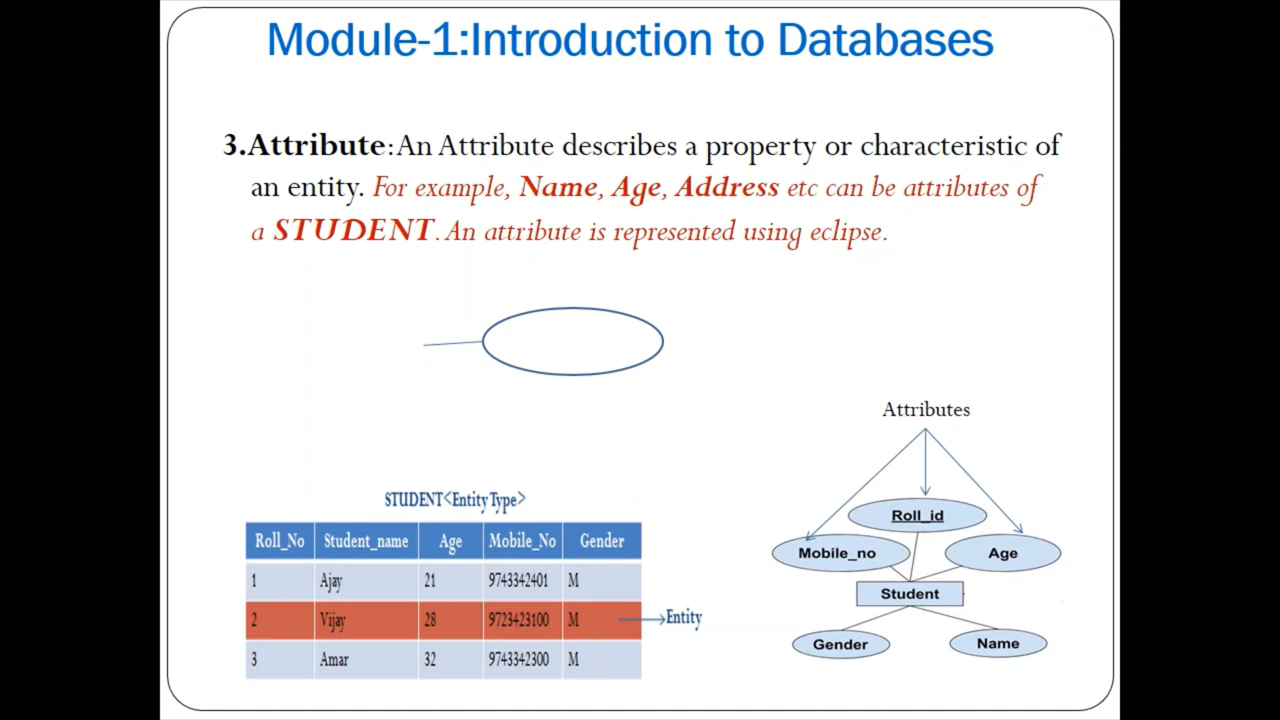 Module-1:Introduction to Databases
3.Attribute:An Attribute describes a property or characteristic of
an entity. For example, Name, Age, Address etc can be attributes of
a STUDENT. An attribute is represented using eclipse.
Attributes
Roll_id
Mobile_no
Age
Student
Gender
Name
STUDENT<Entity Type>
Roll_No Student_name Age Mobile_No Gender
1 Ajay 21 9743342401 M
2 Vijay 28 9723423100 M
Entity
3 Amar 32 9743342300 M